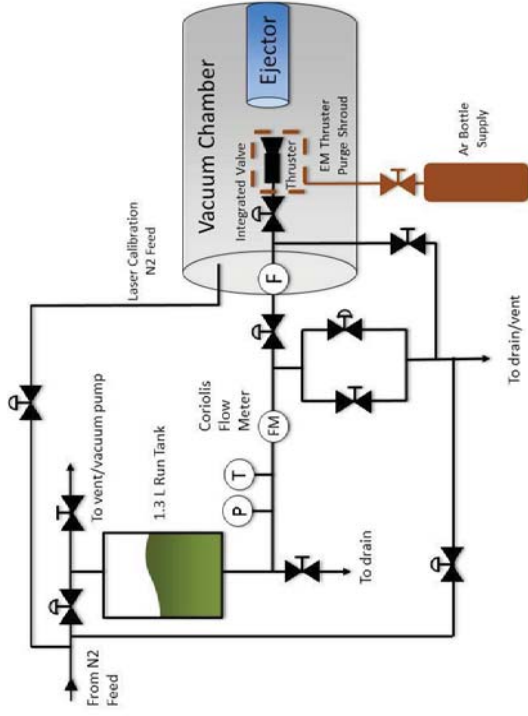 From N2
Feed
To vent/vacuum pump
1.3 L Run Tank
To drain
P
T
FM
Coriolis
Flow
Meter
Laser Calibration
N2 Feed
F
Vacuum Chamber
Integrated Valve
Thruster
Ejector
EM Thruster
Purge Shroud
Ar Bottle
Supply
To drain/vent